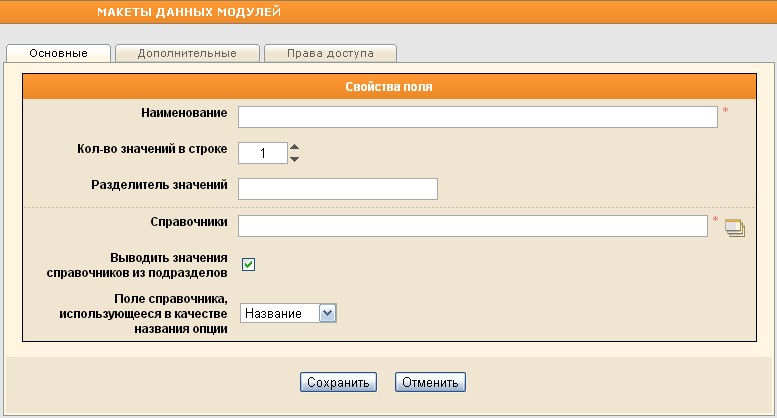 МАКЕТЫ ДАННЫХ МОДУЛЕЙ
Основные Дополнительные Права доступа
Свойства поля
Наименование *
Кол-во значений в строке 1
Разделитель значений
Справочники *
Выводить значения
справочников из подразделов
Поле справочника,
использующееся в качестве Название
названия опции
Сохранить Отменить